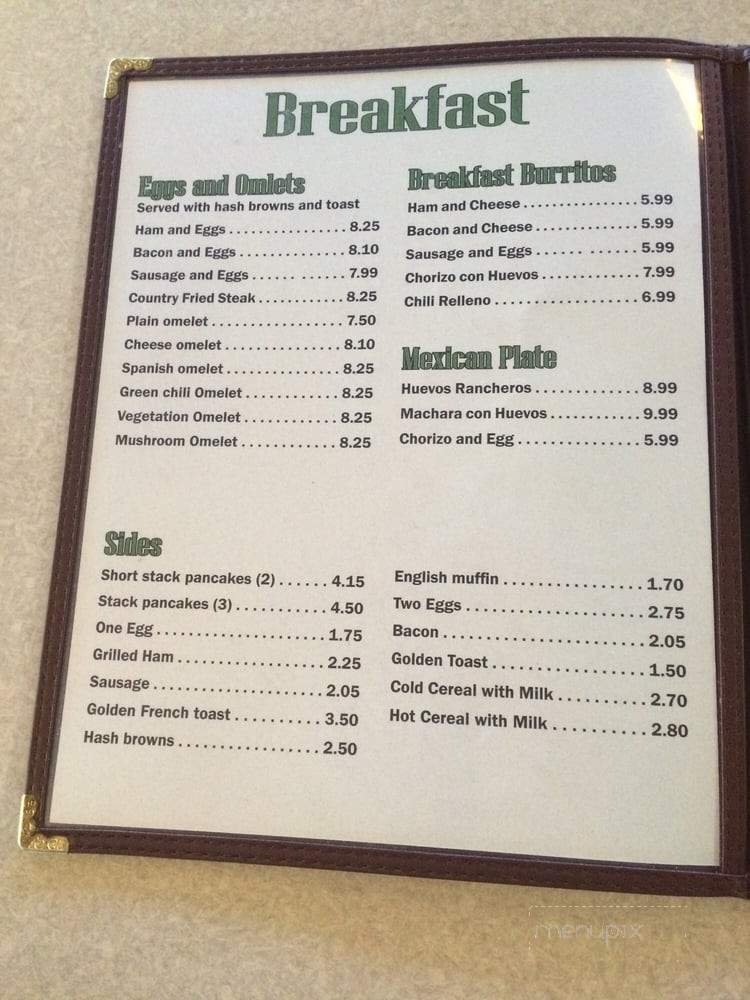 Breakfast
Eggs and Omlets
Served with hash browns and toast
Ham and Eggs ................ 8.25
Bacon and Eggs ............... 8.10
Sausage and Eggs ...... ....... 7.99
Country Fried Steak ............ 8.25
Plain omelet .................. 7.50
Cheese omelet ................ 8.10
Spanish omelet ................ 8.25
Green chili Omelet ............. 8.25
Vegetation Omelet ............. 8.25
Mushroom Omelet ............. 8.25
Breakfast Burritos
Ham and Cheese ................ 5.99
Bacon and Cheese .............. 5.99
Sausage and Eggs ...... ....... 5.99
Chorizo con Huevos ............. 7.99
Chili Relleno ................... 6.99
Mexican Plate
Huevos Rancheros .............. 8.99
Machara con Huevos ............ 9.99
Chorizo and Egg ................ 5.99
Sides
Short stack pancakes (2) ...... 4.15
Stack pancakes (3) ........... 4.50
One Egg ..................... 1.75
Grilled Ham .................. 2.25
Sausage ..................... 2.05
Golden French toast .......... 3.50
Hash browns ................. 2.50
English muffin ................. 1.70
Two Eggs ..................... 2.75
Bacon ........................ 2.05
Golden Toast .................. 1.50
Cold Cereal with Milk .......... 2.70
Hot Cereal with Milk .......... 2.80
menupix